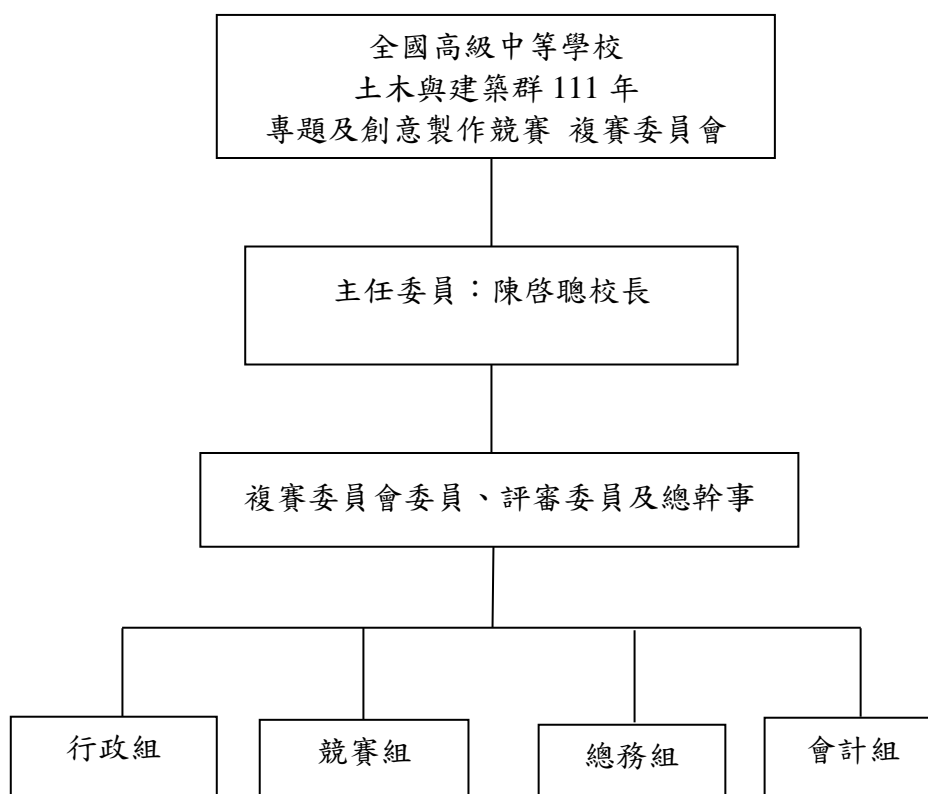 全國高級中等學校
土木與建築群 111 年
專題及創意製作競賽 複賽委員會
主任委員：陳啓聰校長
複賽委員會委員、評審委員及總幹事
行政組
競賽組
總務組
會計組